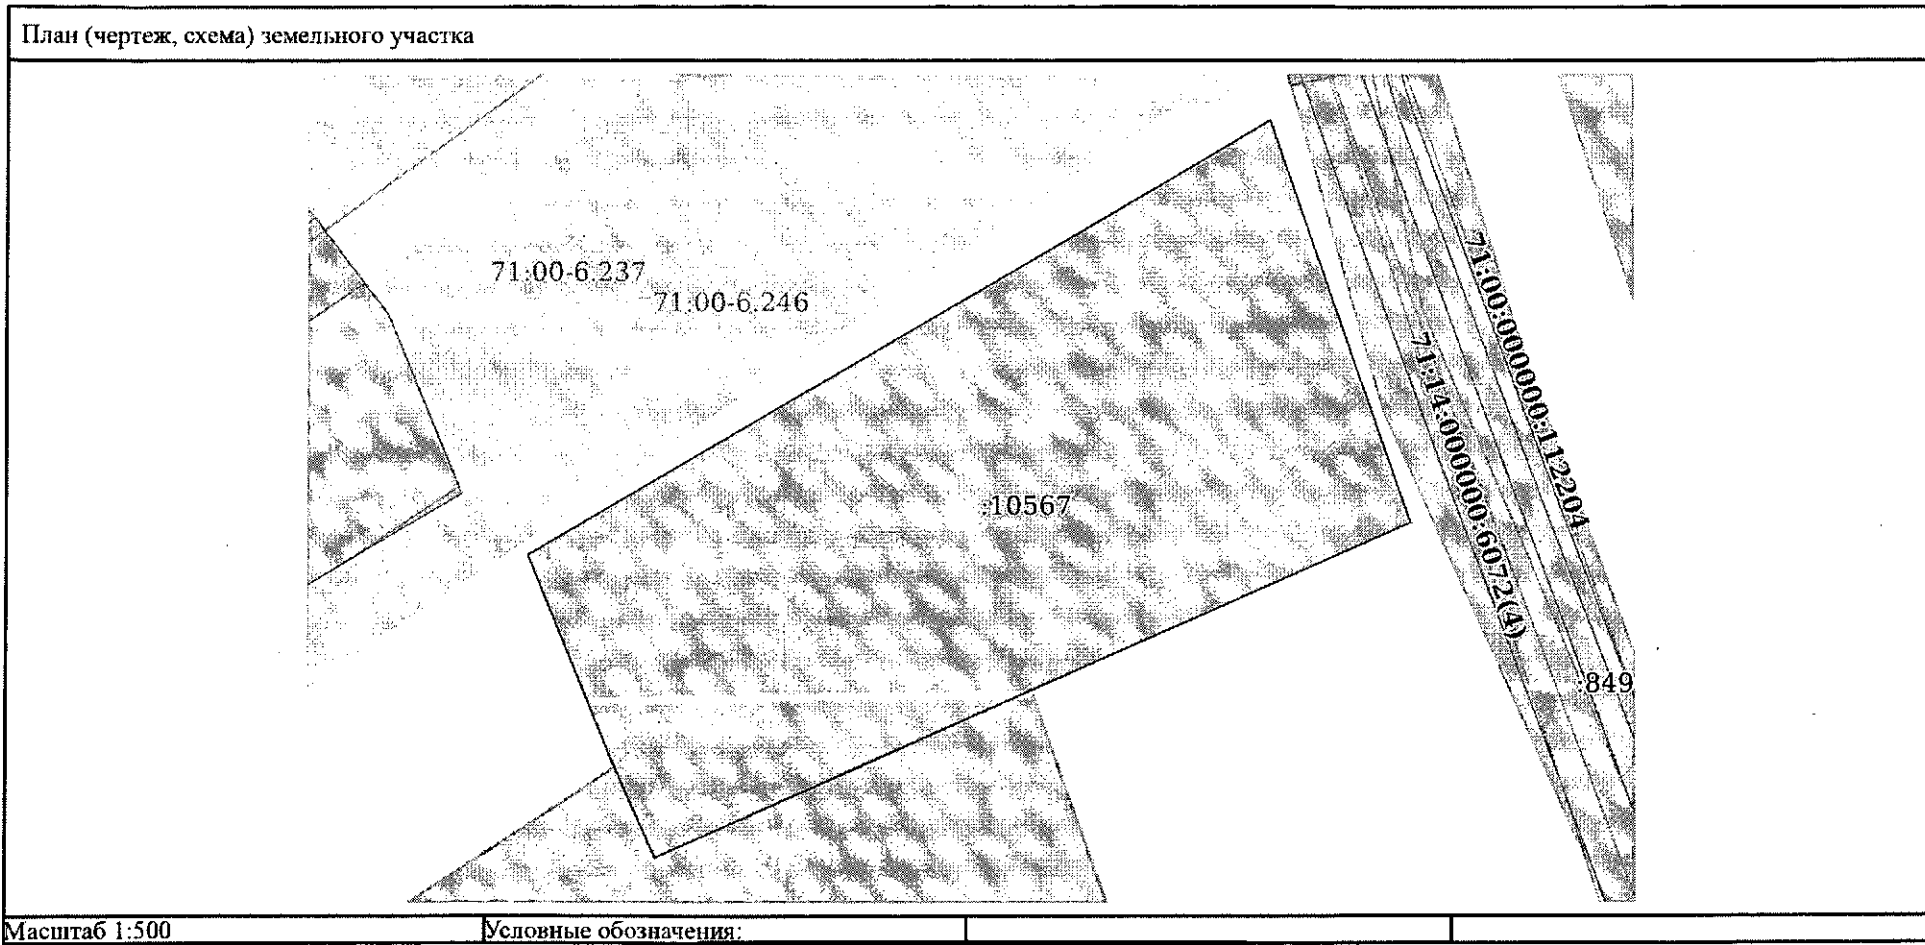 План (чертеж, схема) земельного участка
71:00-6.237
71:00-6.246
71:00:000000:112204
71:14:000000:6072(4)
:10567
:849
Масштаб 1:500
Условные обозначения: